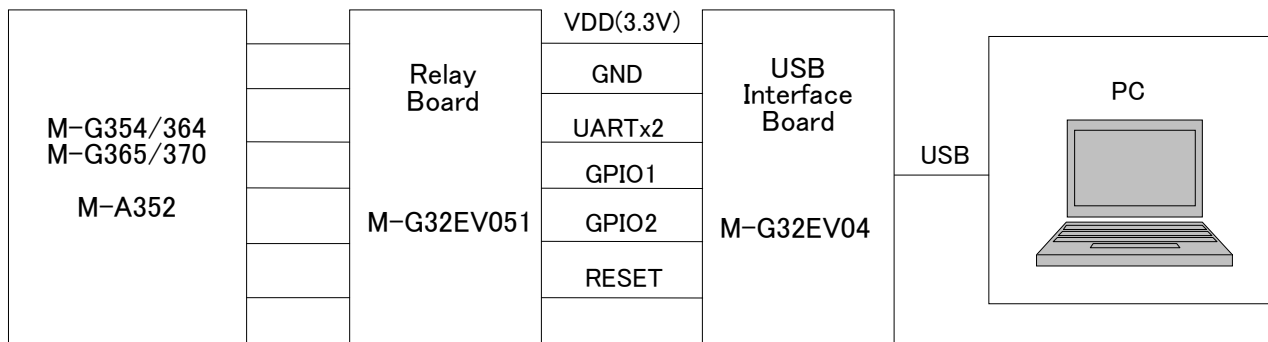 M-G354/364
M-G365/370
M-A352
Relay
Board
M-G32EV051
VDD(3.3V)
GND
UARTx2
GPIO1
GPIO2
RESET
USB
Interface
Board
M-G32EV04
USB
PC